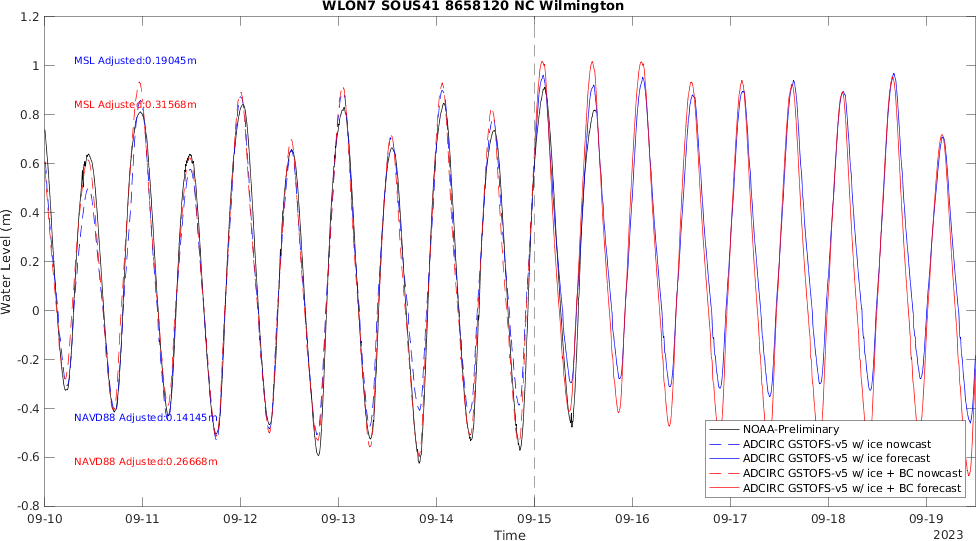 WLON7 SOUS41 8658120 NC Wilmington
1.2
1
0.8
0.6
0.4
0.2
0
-0.2
-0.4
-0.6
-0.8
Water Level (m)
MSL Adjusted:0.19045m
MSL Adjusted:0.31568m
NAVD88 Adjusted:0.14145m
NAVD88 Adjusted:0.26668m
NOAA-Preliminary
ADCIRC GSTOFS-v5 w/ ice nowcast
ADCIRC GSTOFS-v5 w/ ice forecast
ADCIRC GSTOFS-v5 w/ ice + BC nowcast
ADCIRC GSTOFS-v5 w/ ice + BC forecast
09-10 09-11 09-12 09-13 09-14 09-15 09-16 09-17 09-18 09-19
Time
2023